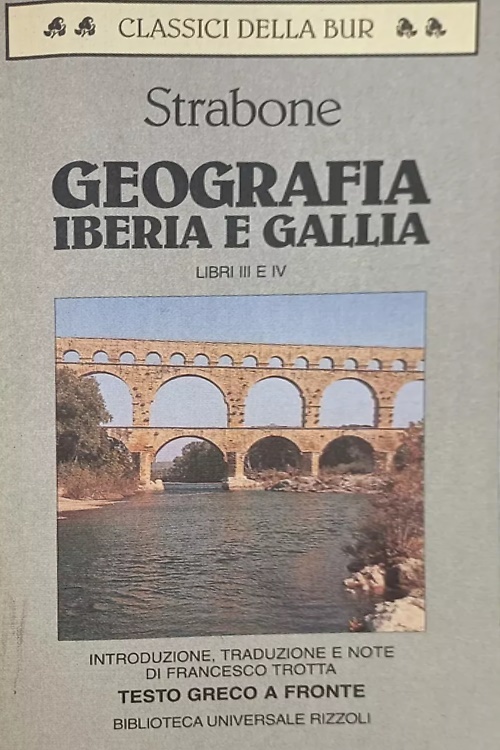 CLASSICI DELLA BUR
Strabone
GEOGRAFIA
IBERIA E GALLIA
LIBRI III E IV
INTRODUZIONE, TRADUZIONE E NOTE
DI FRANCESCO TROTTA
TESTO GRECO A FRONTE
BIBLIOTECA UNIVERSALE RIZZOLI